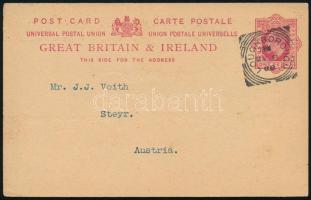 POST CARD CARTE POSTALE
UNIVERSAL POSTAL UNION UNION POSTALE UNIVERSELLE
GREAT BRITAIN & IRELAND
THIS SIDE FOR THE ADDRESS
Mr. J.J. Voith
Steyr.
Austria.
darabanth